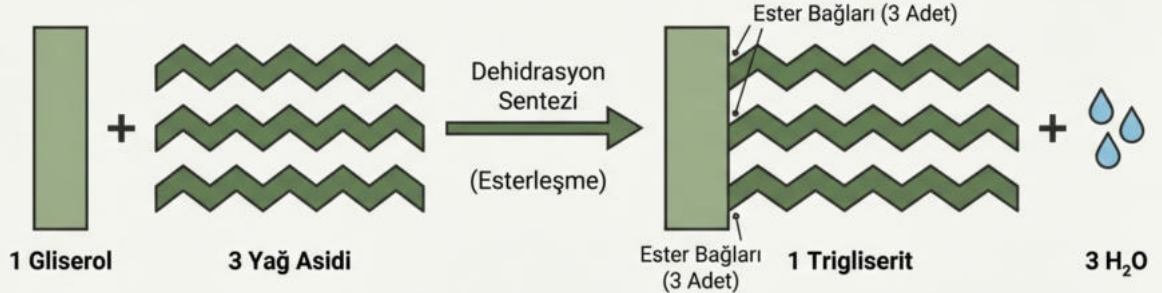 Ester Bağları (3 Adet)
+
Dehidrasyon
Sentezi
(Esterleşme)
+
Ester Bağları
(3 Adet)
1 Gliserol
3 Yağ Asidi
1 Trigliserit
3 H₂O